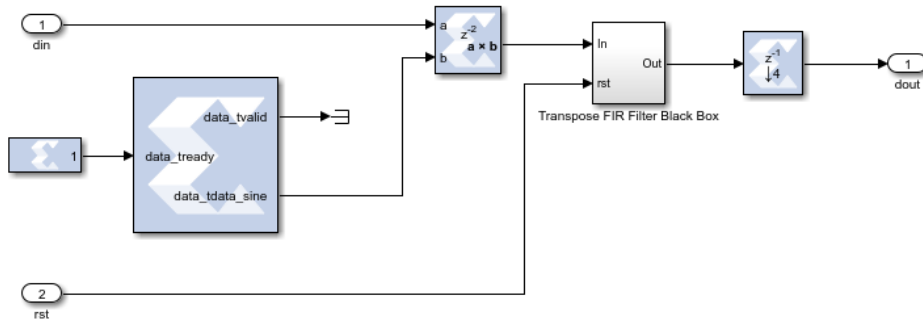 1
din
a
z-2
a × b
b
In
Out
rst
Transpose FIR Filter Black Box
z-1
↓4
1
dout
data_tvalid
1
data_tready
data_tdata_sine
2
rst